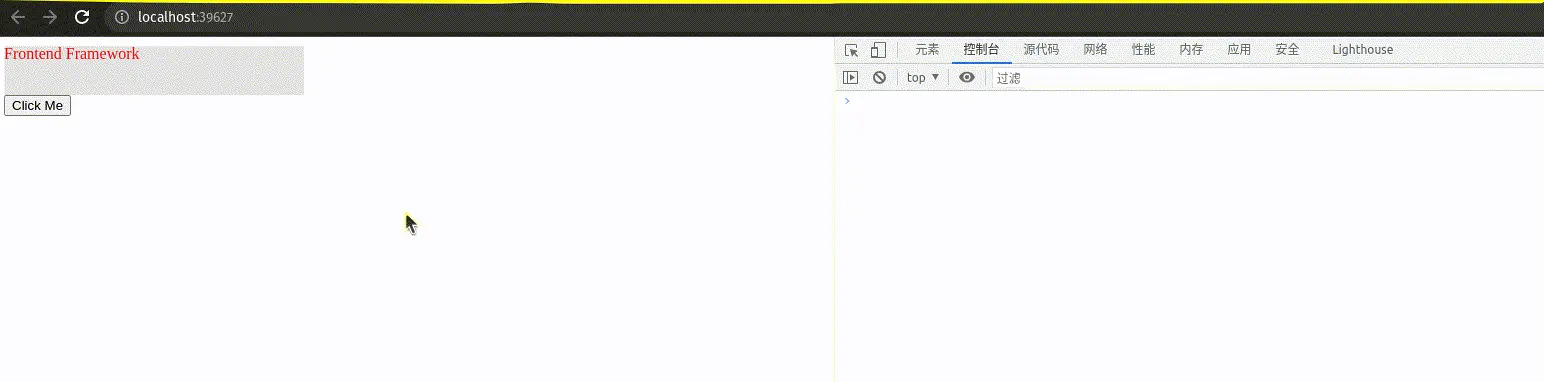 localhost:39627
Frontend Framework
Click Me
元素 控制台 源代码 网络 性能 内存 应用 安全 Lighthouse
top ▼ 过滤